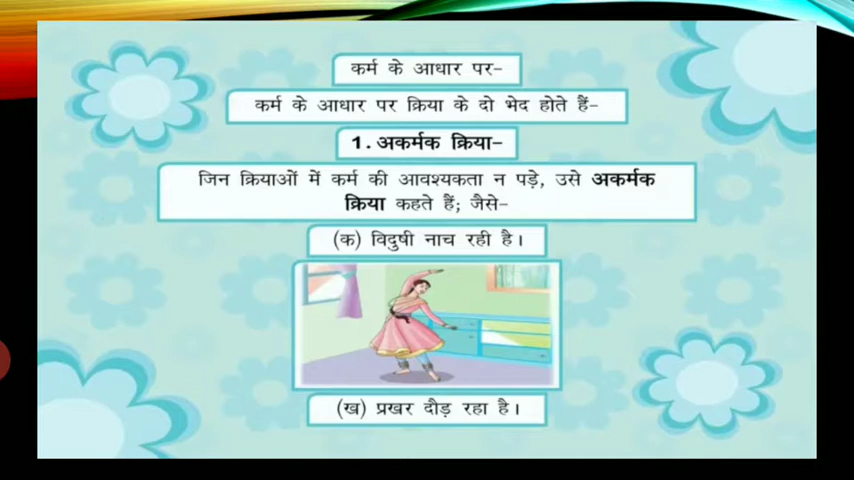 कर्म के आधार पर-
कर्म के आधार पर क्रिया के दो भेद होते हैं-
1. अकर्मक क्रिया-
जिन क्रियाओं में कर्म की आवश्यकता न पड़े, उसे अकर्मक
क्रिया कहते हैं; जैसे-
(क) विदुषी नाच रही है।
(ख) प्रखर दौड़ रहा है।